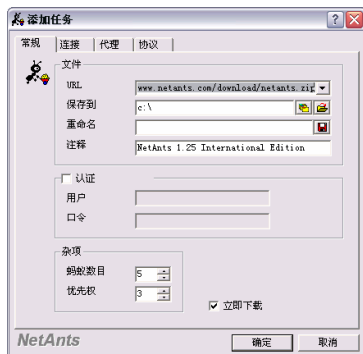 添加任务
常规 连接 代理 协议
文件
URL www.netants.com/download/netants.zip
保存到 c:\
重命名
注释 NetAnts 1.25 International Edition
认证
用户
口令
杂项
蚂蚁数目 5
优先权 3
立即下载
NetAnts 确定 取消